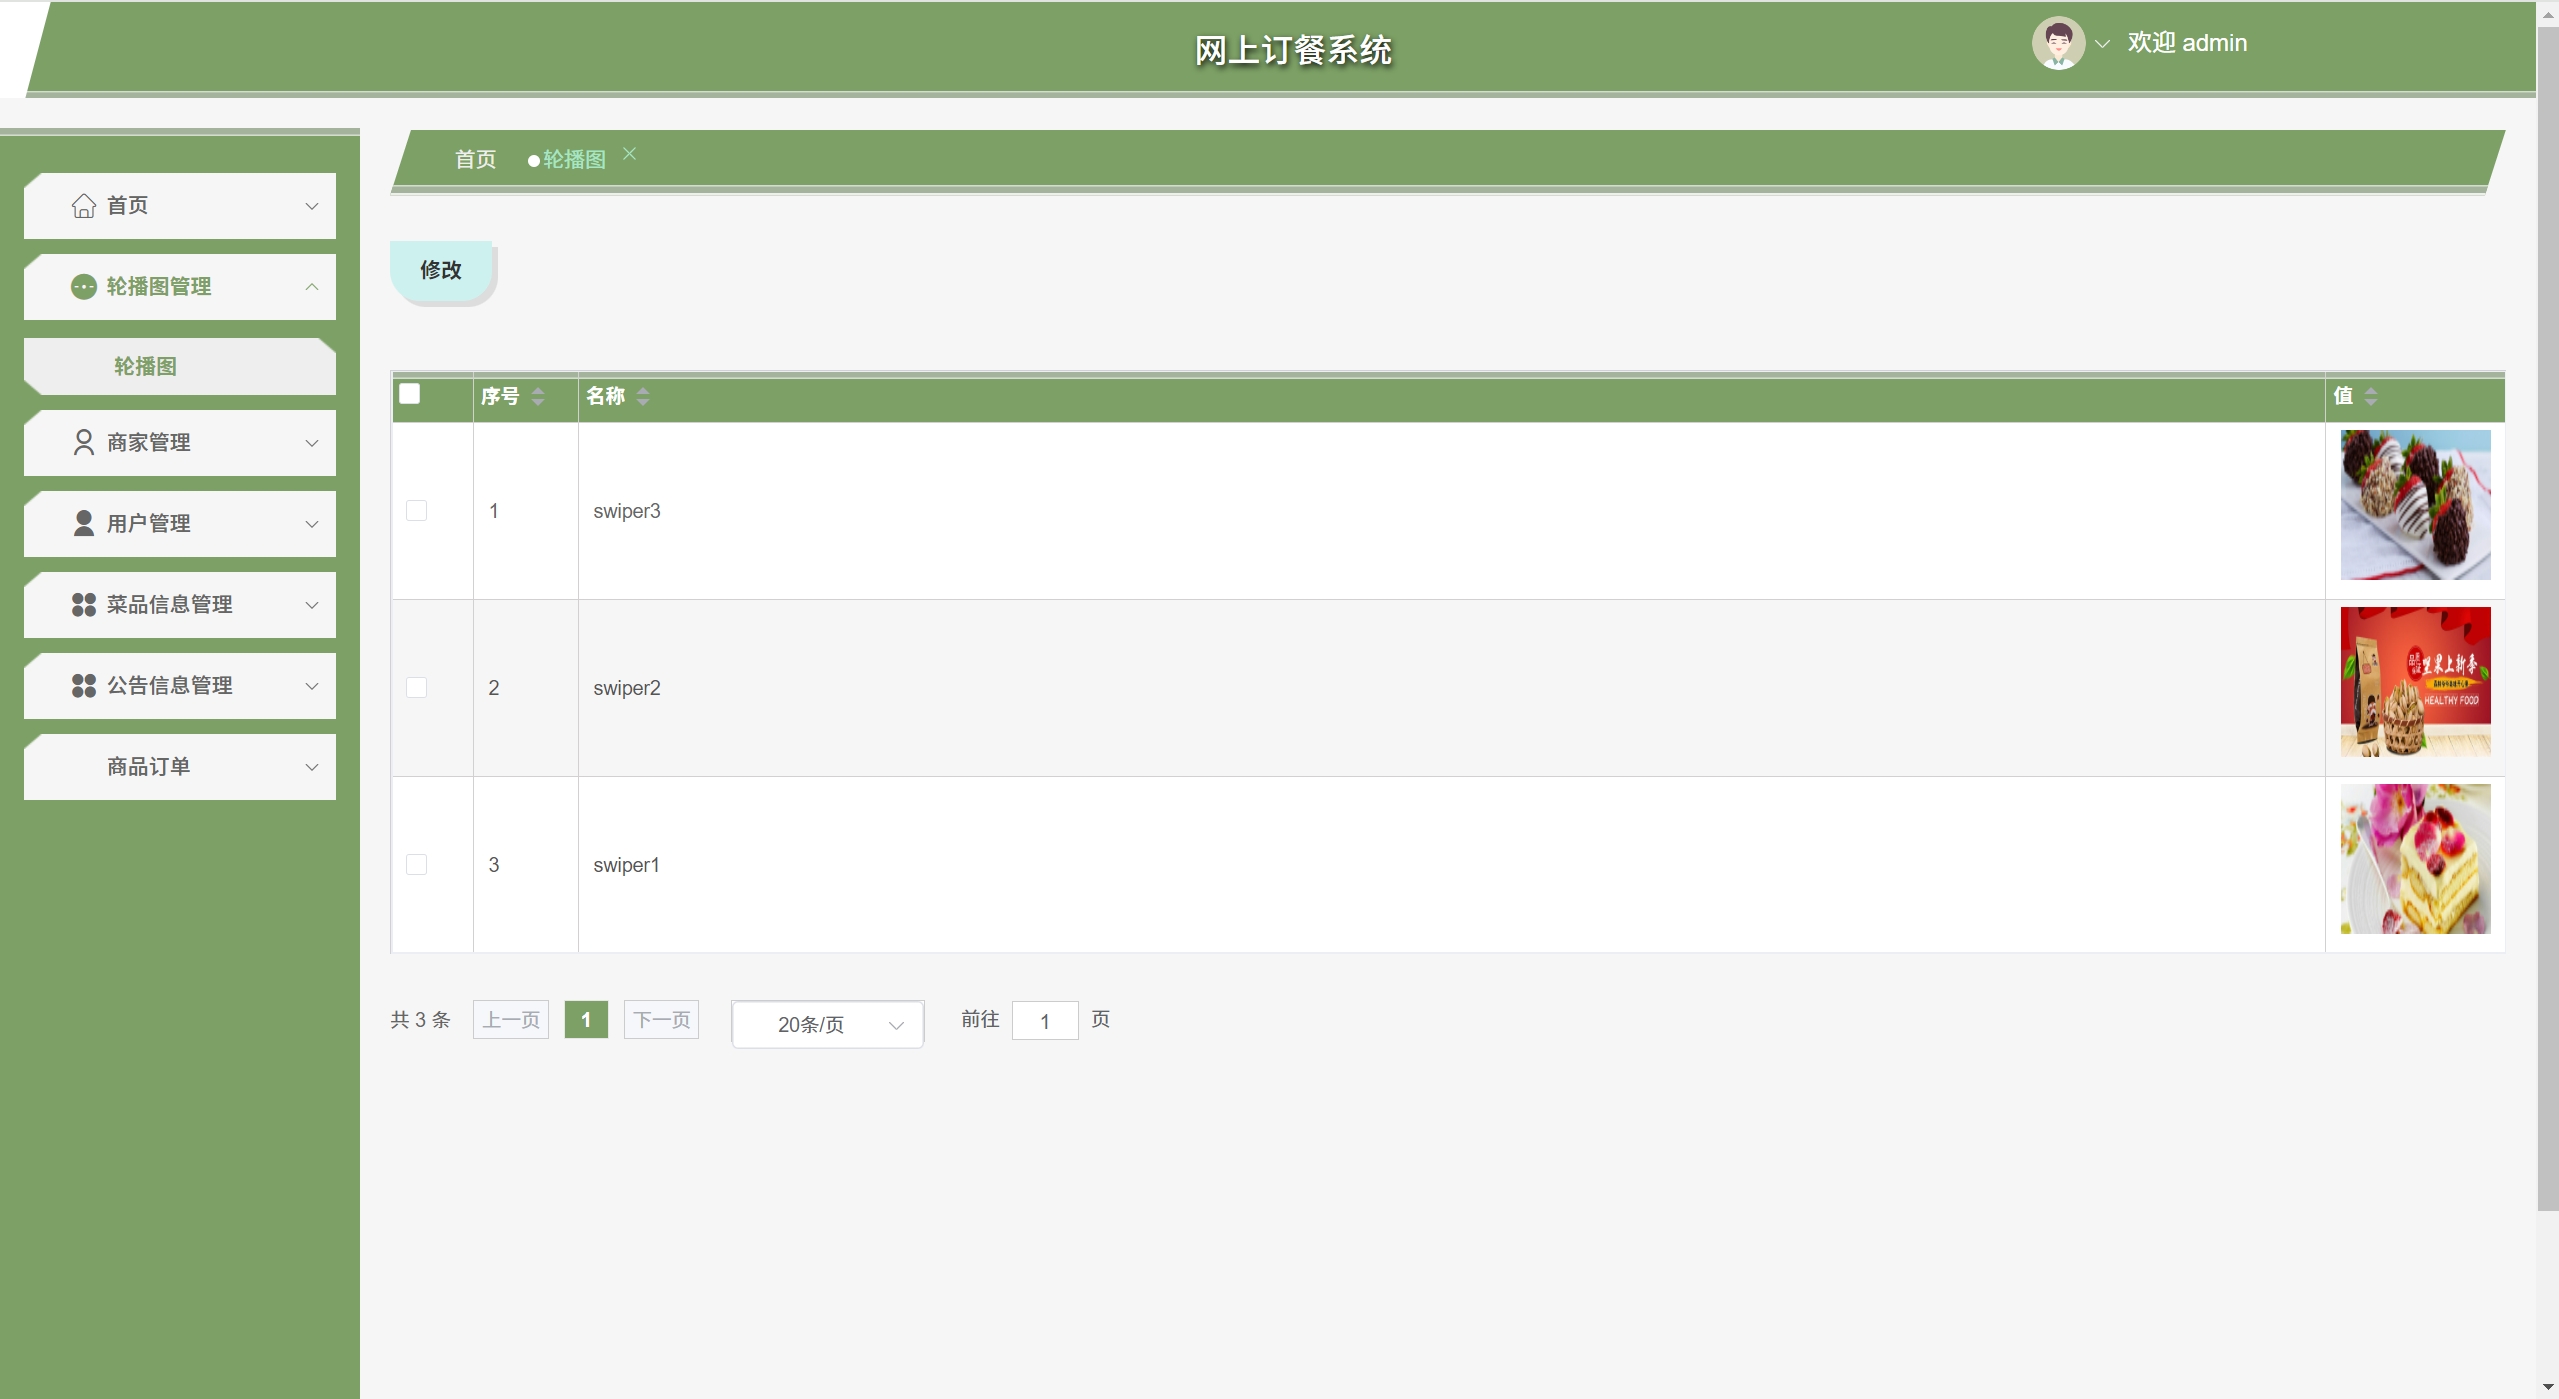 网上订餐系统
欢迎 admin
首页
轮播图
首页
轮播图管理
轮播图
商家管理
用户管理
菜品信息管理
公告信息管理
商品订单
修改
序号 名称 值
1 swiper3
2 swiper2
坚果上新季
HEALTHY FOOD
3 swiper1
共 3 条 上一页 1 下一页 20条/页 前往 1 页